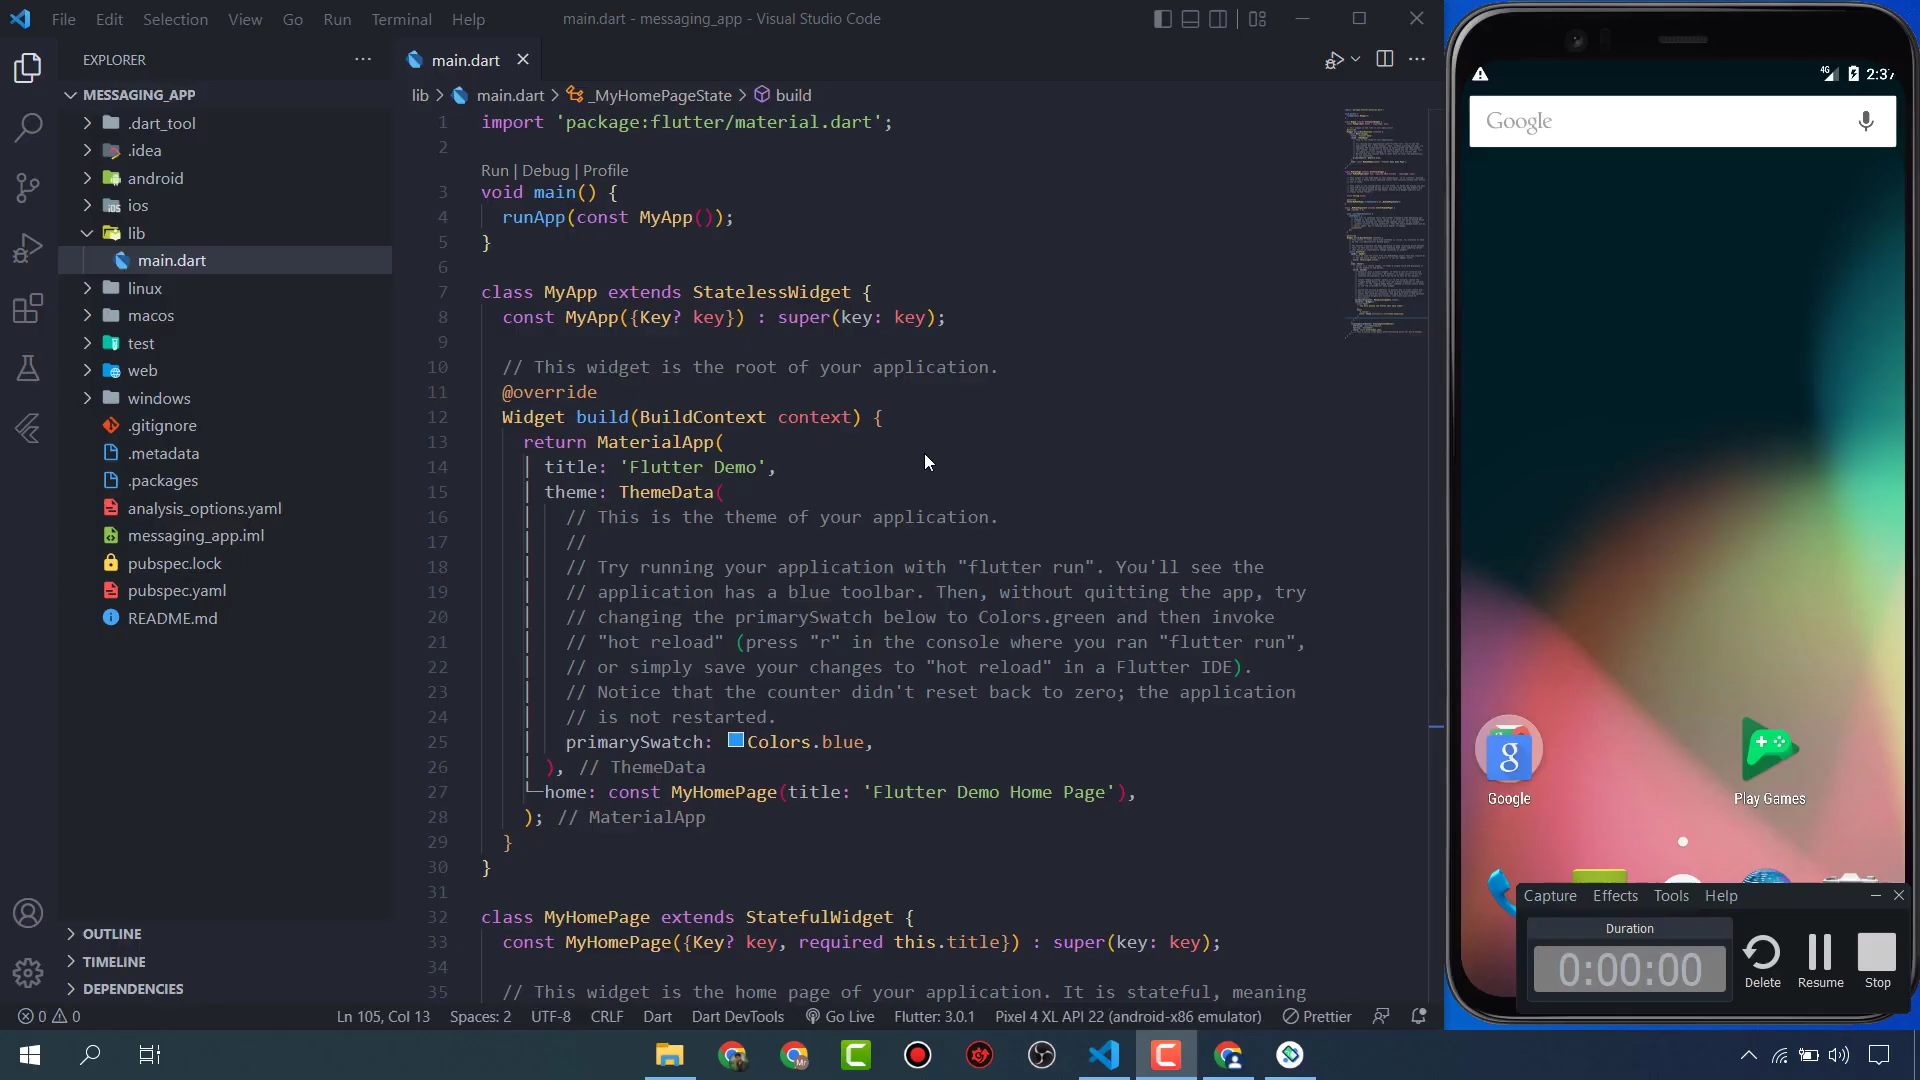 File Edit Selection View Go Run Terminal Help
main.dart - messaging_app - Visual Studio Code
EXPLORER
MESSAGING_APP
.dart_tool
.idea
android
ios
lib
main.dart
linux
macos
test
web
windows
.gitignore
.metadata
.packages
analysis_options.yaml
messaging_app.iml
pubspec.lock
pubspec.yaml
README.md
OUTLINE
TIMELINE
DEPENDENCIES
main.dart
lib > main.dart > _MyHomePageState > build
1 import 'package:flutter/material.dart';
2
Run | Debug | Profile
3 void main() {
4 runApp(const MyApp());
5 }
6
7 class MyApp extends StatelessWidget {
8 const MyApp({Key? key}) : super(key: key);
9
10 // This widget is the root of your application.
11 @override
12 Widget build(BuildContext context) {
13 return MaterialApp(
14 title: 'Flutter Demo',
15 theme: ThemeData(
16 // This is the theme of your application.
17 //
18 // Try running your application with "flutter run". You'll see the
19 // application has a blue toolbar. Then, without quitting the app, try
20 // changing the primarySwatch below to Colors.green and then invoke
21 // "hot reload" (press "r" in the console where you ran "flutter run",
22 // or simply save your changes to "hot reload" in a Flutter IDE).
23 // Notice that the counter didn't reset back to zero; the application
24 // is not restarted.
25 primarySwatch: Colors.blue,
26 ), // ThemeData
27 home: const MyHomePage(title: 'Flutter Demo Home Page'),
28 ); // MaterialApp
29 }
30 }
31
32 class MyHomePage extends StatefulWidget {
33 const MyHomePage({Key? key, required this.title}) : super(key: key);
34
35 // This widget is the home page of your application. It is stateful, meaning
0 0
Ln 105, Col 13 Spaces: 2 UTF-8 CRLF Dart Dart DevTools Go Live Flutter: 3.0.1 Pixel 4 XL API 22 (android-x86 emulator) Prettier
4G 2:37
Google
Google
Play Games
Capture Effects Tools Help
Duration
0:00:00
Delete Resume Stop